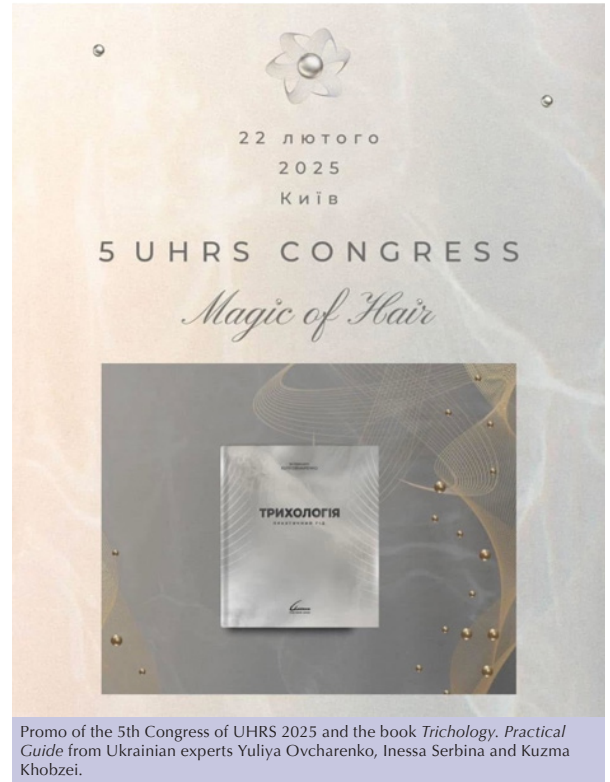 22 лютого
2025
Київ
5 UHRS CONGRESS
Magic of Hair
ТРИХОЛОГІЯ
Promo of the 5th Congress of UHRS 2025 and the book Trichology. Practical
Guide from Ukrainian experts Yuliya Ovcharenko, Inessa Serbina and Kuzma
Khobzei.